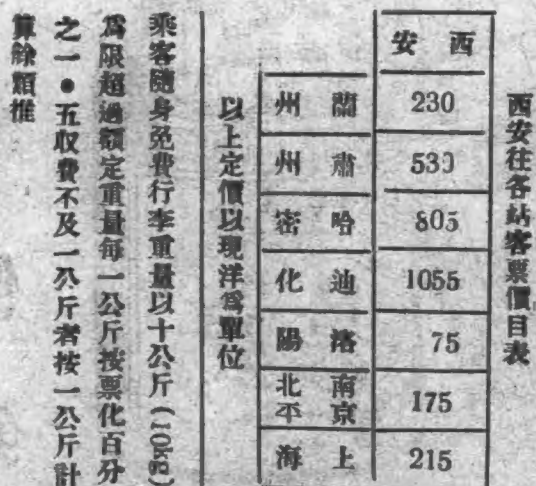 西安往各站客票價目表
西安
蘭州 230
肅州 530
哈密 805
迪化 1055
洛陽 75
南京 北平 175
上海 215
以上定價以現洋爲單位
乘客隨身免費行李重量以十公斤(10kg)
爲限超過額定重量每一公斤按票化百分
之一●五収費不及一公斤者按一公斤計
算餘類推